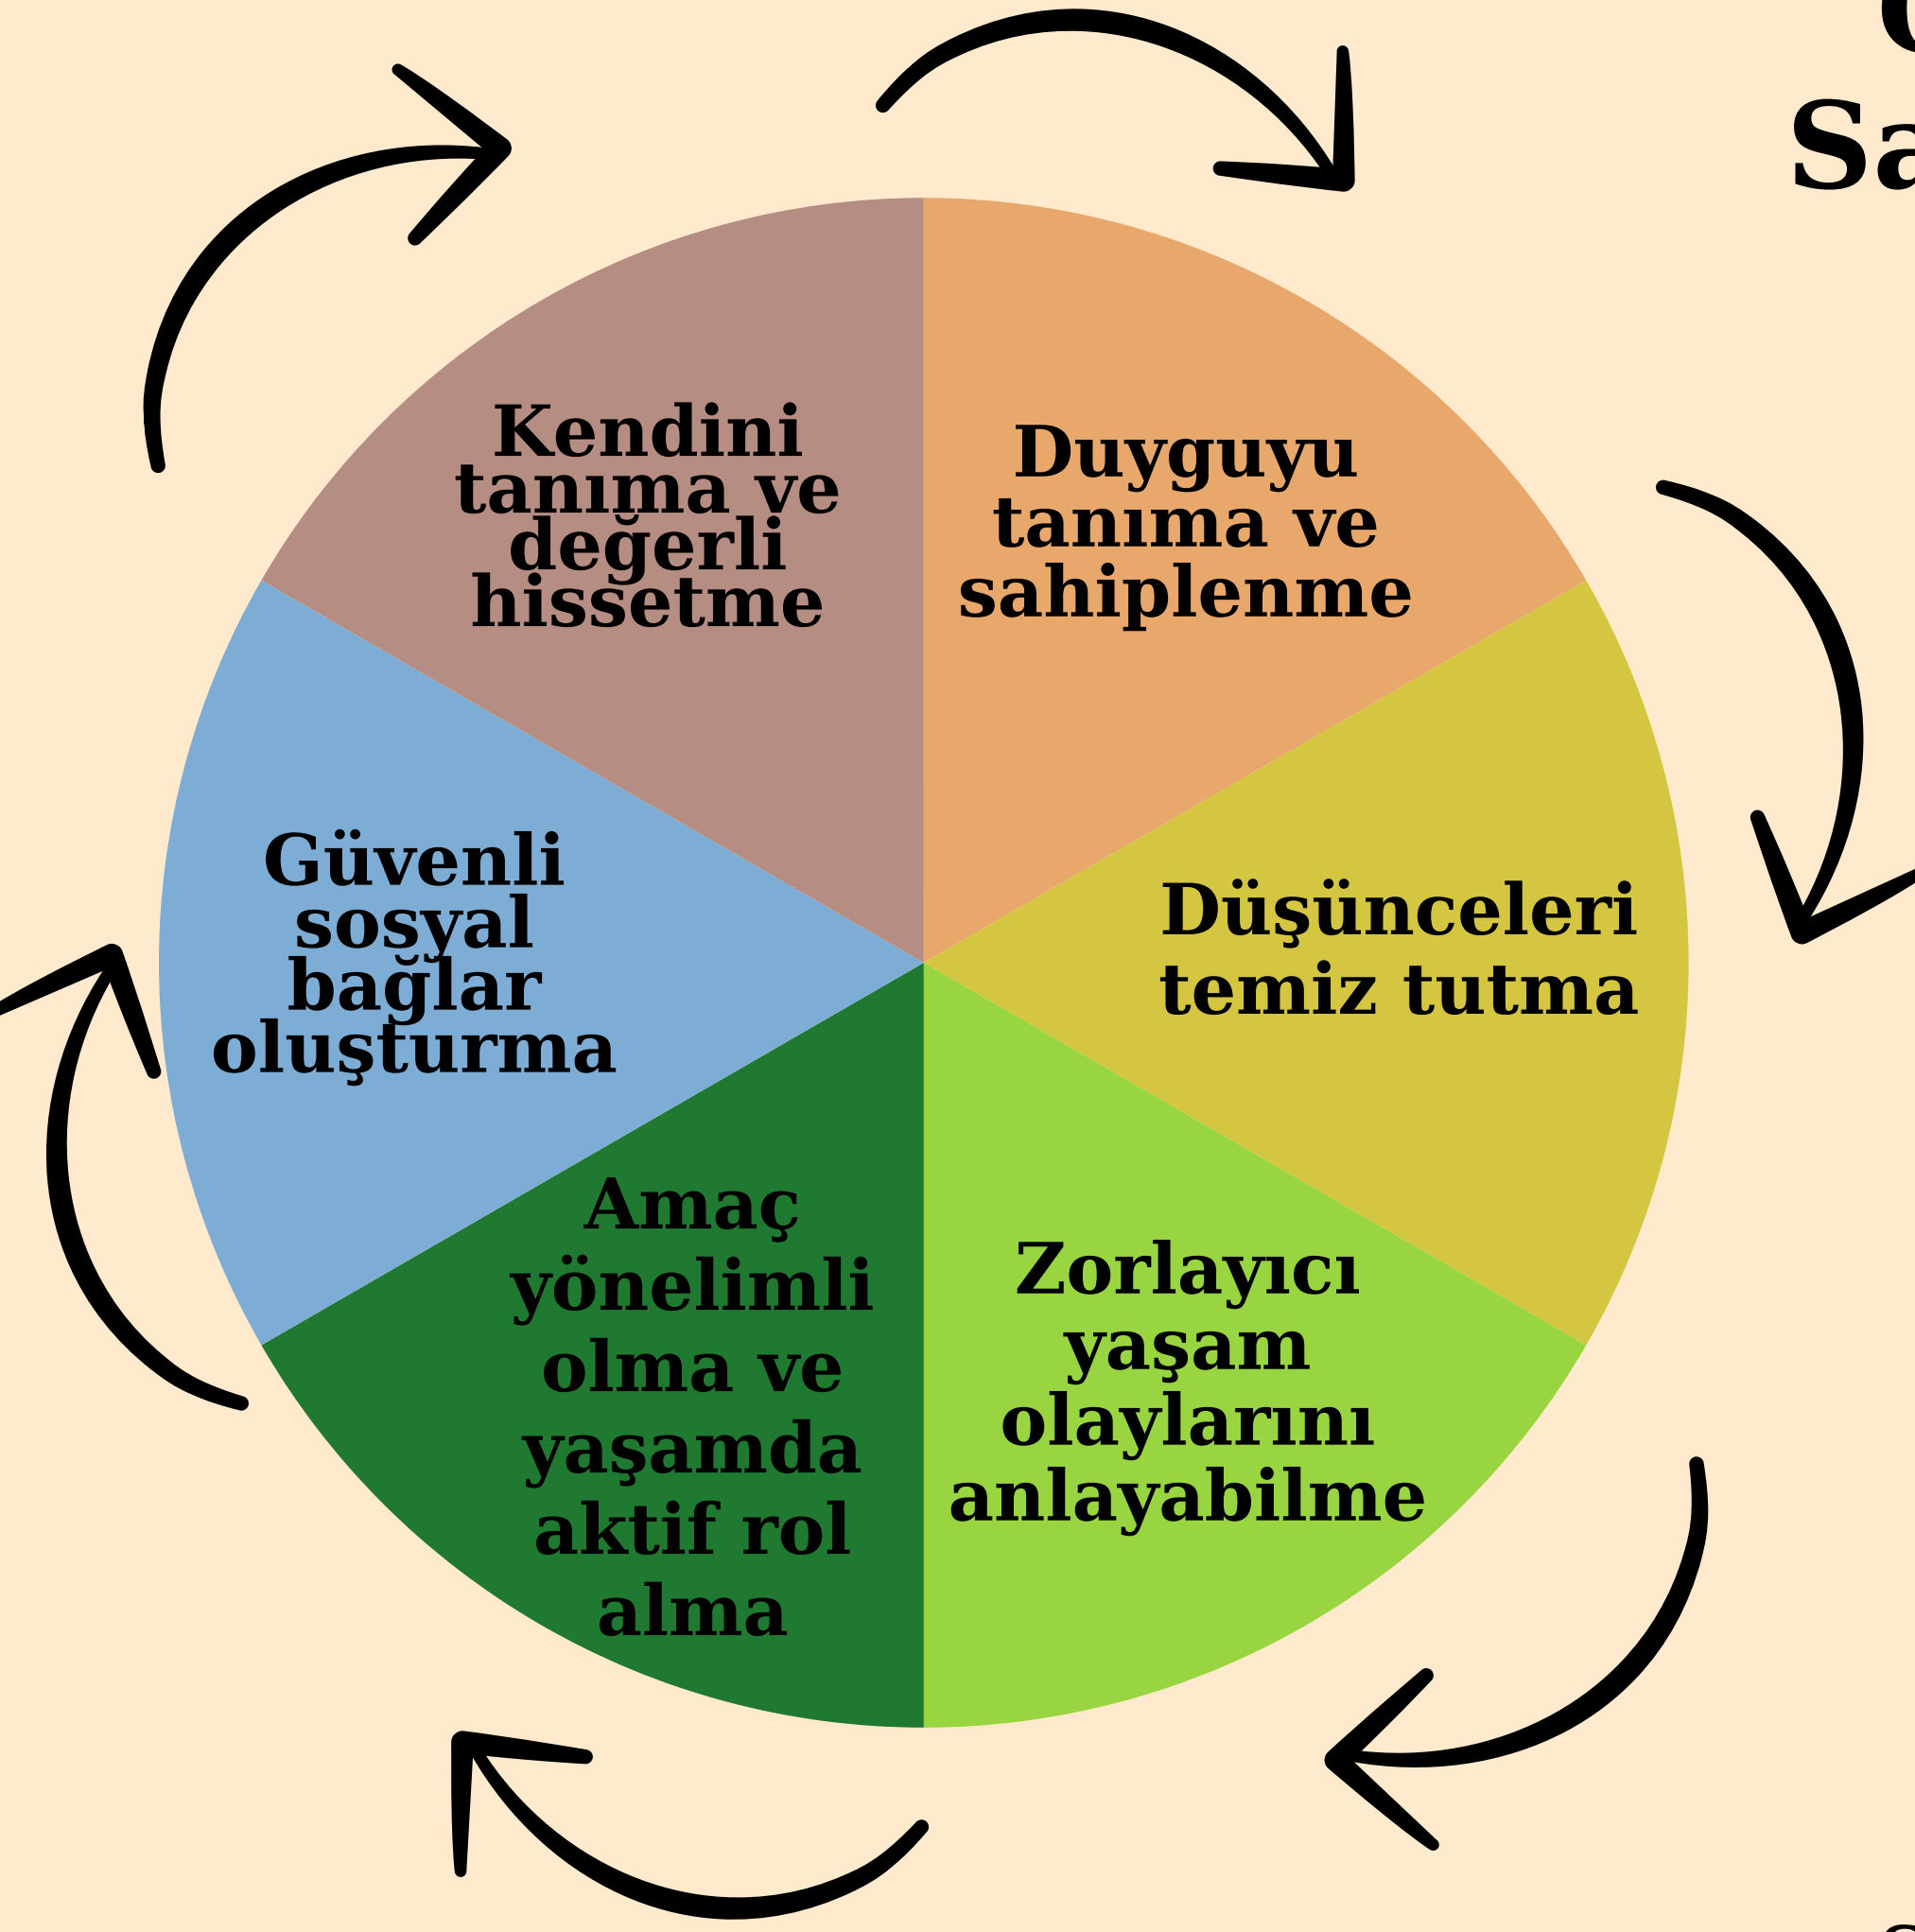 Kendini
tanıma ve
değerli
hissetme
Duyguyu
tanıma ve
sahiplenme
Düşünceleri
temiz tutma
Zorlayıcı
yaşam
olaylarını
anlayabilme
Amaç
yönelimli
olma ve
yaşamda
aktif rol
alma
Güvenli
sosyal
bağlar
oluşturma
Sa